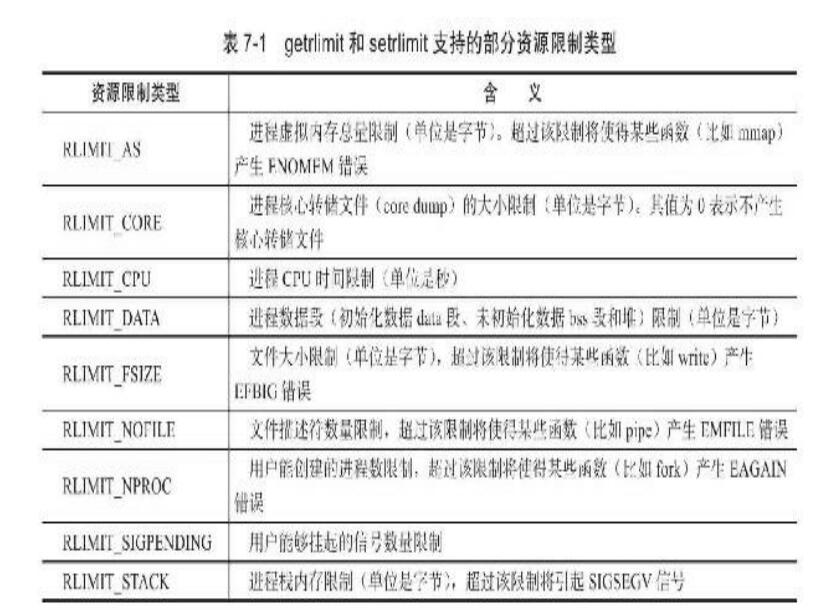 表 7-1 getrlimit 和 setrlimit 支持的部分资源限制类型
资源限制类型 含 义
RLIMIT_AS 进程虚拟内存总量限制（单位是字节）。超过该限制将使得某些函数（比如 mmap）
产生 ENOMEM 错误
RLIMIT_CORE 进程核心转储文件（core dump）的大小限制（单位是字节）。其值为 0 表示不产生
核心转储文件
RLIMIT_CPU 进程 CPU 时间限制（单位是秒）
RLIMIT_DATA 进程数据段（初始化数据 data 段、未初始化数据 bss 段和堆）限制（单位是字节）
RLIMIT_FSIZE 文件大小限制（单位是字节），超过该限制将使得某些函数（比如 write）产生
EFBIG 错误
RLIMIT_NOFILE 文件描述符数量限制，超过该限制将使得某些函数（比如 pipe）产生 EMFILE 错误
RLIMIT_NPROC 用户能创建的进程数限制，超过该限制将使得某些函数（比如 fork）产生 EAGAIN
错误
RLIMIT_SIGPENDING 用户能够挂起的信号数量限制
RLIMIT_STACK 进程栈内存限制（单位是字节），超过该限制将引起 SIGSEGV 信号